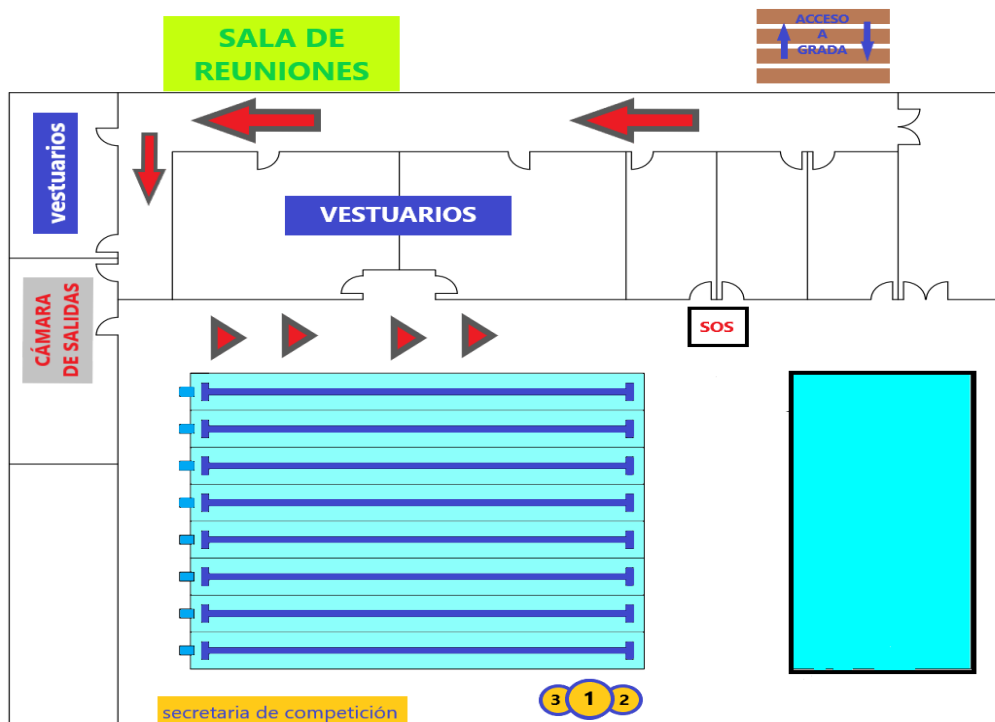 SALA DE
REUNIONES
ACCESO
A
GRADA
vestuarios
VESTUARIOS
CÁMARA
DE SALIDAS
SOS
3 1 2
secretaria de competición